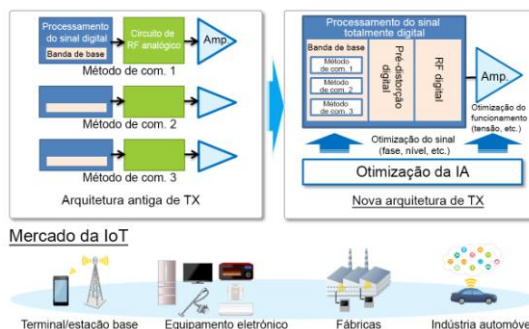 Processamento
do sinal digital
Banda de base
Circuito de
RF analógico
Amp.
Método de com. 1
Método de com. 2
Método de com. 3
Arquitetura antiga de TX
Processamento do sinal
totalmente digital
Banda de base
Método
de com. 1
Método
de com. 2
Método
de com. 3
Pré-distorção
digital
RF digital
Amp.
Otimização do
funcionamento
(tensão, etc.)
Otimização do sinal
(fase, nível, etc.)
Otimização da IA
Nova arquitetura de TX
Mercado da IoT
Terminal/estação base
Equipamento eletrónico
Fábricas
Indústria automóv